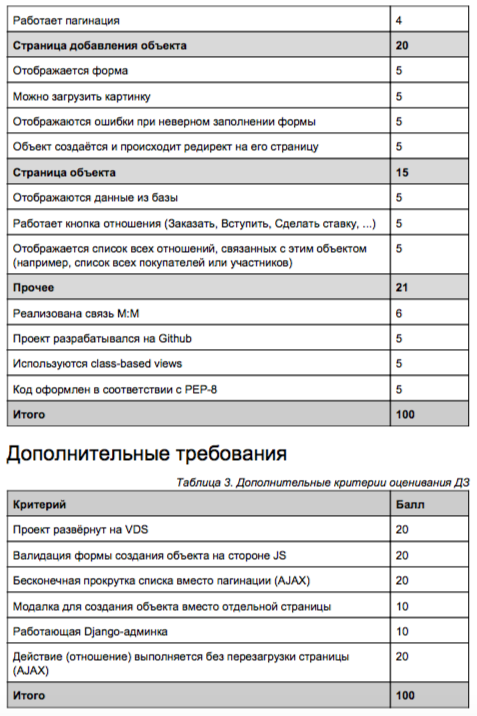 Работает пагинация 4
Страница добавления объекта 20
Отображается форма 5
Можно загрузить картинку 5
Отображаются ошибки при неверном заполнении формы 5
Объект создаётся и происходит редирект на его страницу 5
Страница объекта 15
Отображаются данные из базы 5
Работает кнопка отношения (Заказать, Вступить, Сделать ставку, ...) 5
Отображается список всех отношений, связанных с этим объектом 5
(например, список всех покупателей или участников)
Прочее 21
Реализована связь M:M 6
Проект разрабатывался на Github 5
Используются class-based views 5
Код оформлен в соответствии с PEP-8 5
Итого 100
Дополнительные требования
Таблица 3. Дополнительные критерии оценивания ДЗ
Критерий Балл
Проект развёрнут на VDS 20
Валидация формы создания объекта на стороне JS 20
Бесконечная прокрутка списка вместо пагинации (AJAX) 20
Модалка для создания объекта вместо отдельной страницы 10
Работающая Django-админка 10
Действие (отношение) выполняется без перезагрузки страницы 20
(AJAX)
Итого 100